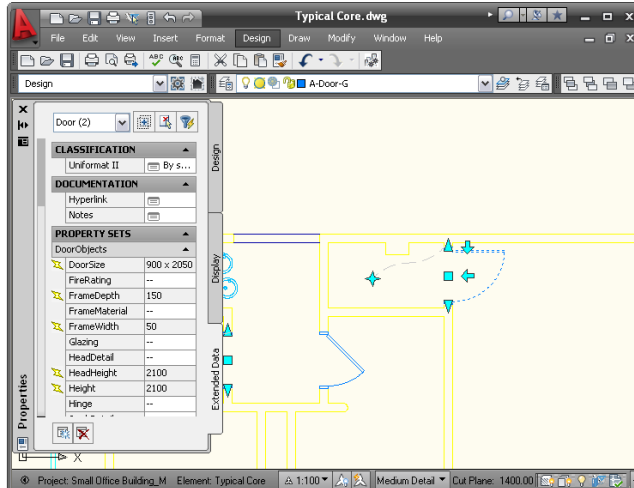 Typical Core.dwg
File Edit View Insert Format Design Draw Modify Window Help
ABC
Design
A-Door-G
Door (2)
CLASSIFICATION
Uniformat II By s...
DOCUMENTATION
Hyperlink
Notes
PROPERTY SETS
DoorObjects
DoorSize 900 x 2050
FireRating --
FrameDepth 150
FrameMaterial --
FrameWidth 50
Glazing --
HeadDetail --
HeadHeight 2100
Height 2100
Hinge --
Design
Display
Extended Data
Properties
X
Project: Small Office Building_M Element: Typical Core 1:100 Medium Detail Cut Plane: 1400.00